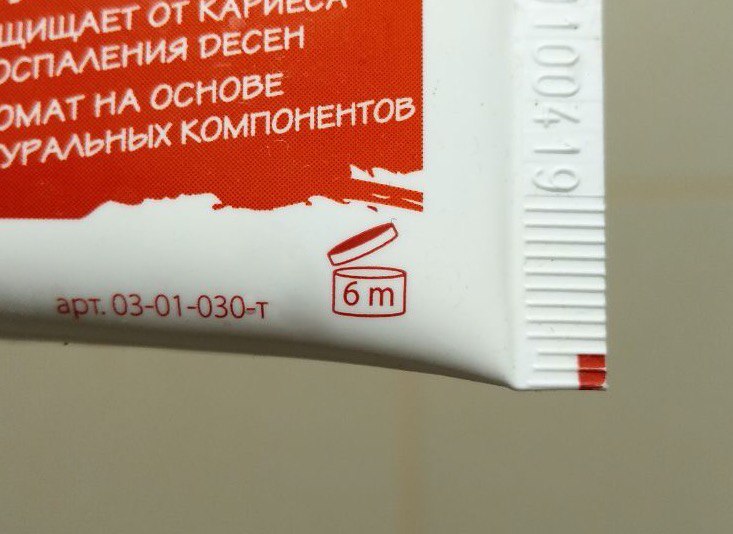 ЩИЩАЕТ ОТ КАРИЕСА
ОСПАЛЕНИЯ DЕСЕН
ОМАТ НА ОСНОВЕ
УРАЛЬНЫХ КОМПОНЕНТОВ
6 m
арт. 03-01-030-т
100419